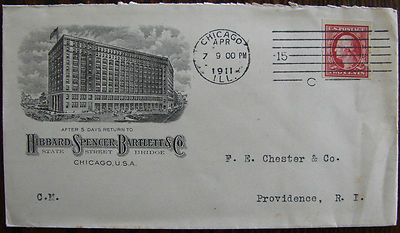 CHICAGO
APR
7 9 00 PM
1911
ILL.
15
C
U.S. POSTAGE
TWO CENTS
AFTER 5 DAYS RETURN TO
HIBBARD, SPENCER, BARTLETT & CO.
STATE STREET BRIDGE
CHICAGO, U.S.A.
F. E. Chester & Co.
C.M.
Providence, R. I.